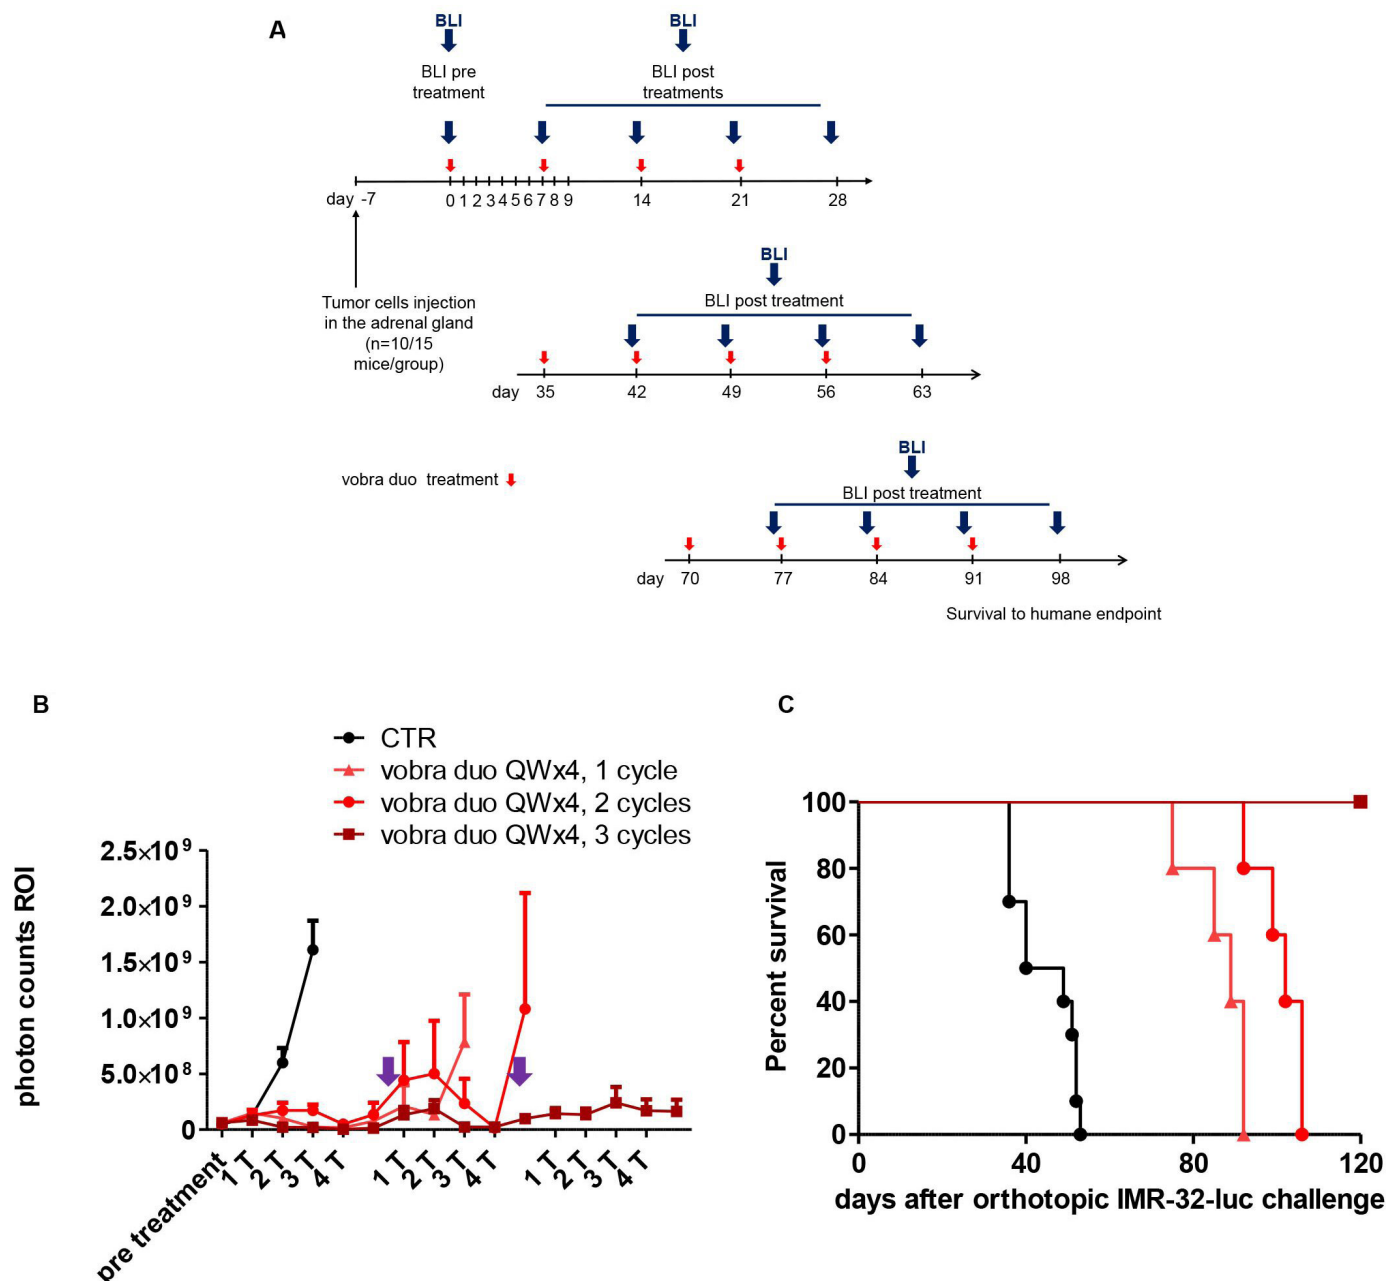 A
BLI
BLI
BLI pre
treatment
BLI post
treatments
day -7 0 1 2 3 4 5 6 7 8 9 14 21 28
Tumor cells injection
in the adrenal gland
(n=10/15
mice/group)
BLI
BLI post treatment
day 35 42 49 56 63
vobra duo treatment
BLI
BLI post treatment
day 70 77 84 91 98
Survival to humane endpoint
B
CTR
vobra duo QWx4, 1 cycle
vobra duo QWx4, 2 cycles
vobra duo QWx4, 3 cycles
photon counts ROI
2.5×10⁹
2.0×10⁹
1.5×10⁹
1.0×10⁹
5.0×10⁸
0
pre treatment 1 T 2 T 3 T 4 T 1 T 2 T 3 T 4 T 1 T 2 T 3 T 4 T
C
Percent survival
100
80
60
40
20
0
0 40 80 120
days after orthotopic IMR-32-luc challenge